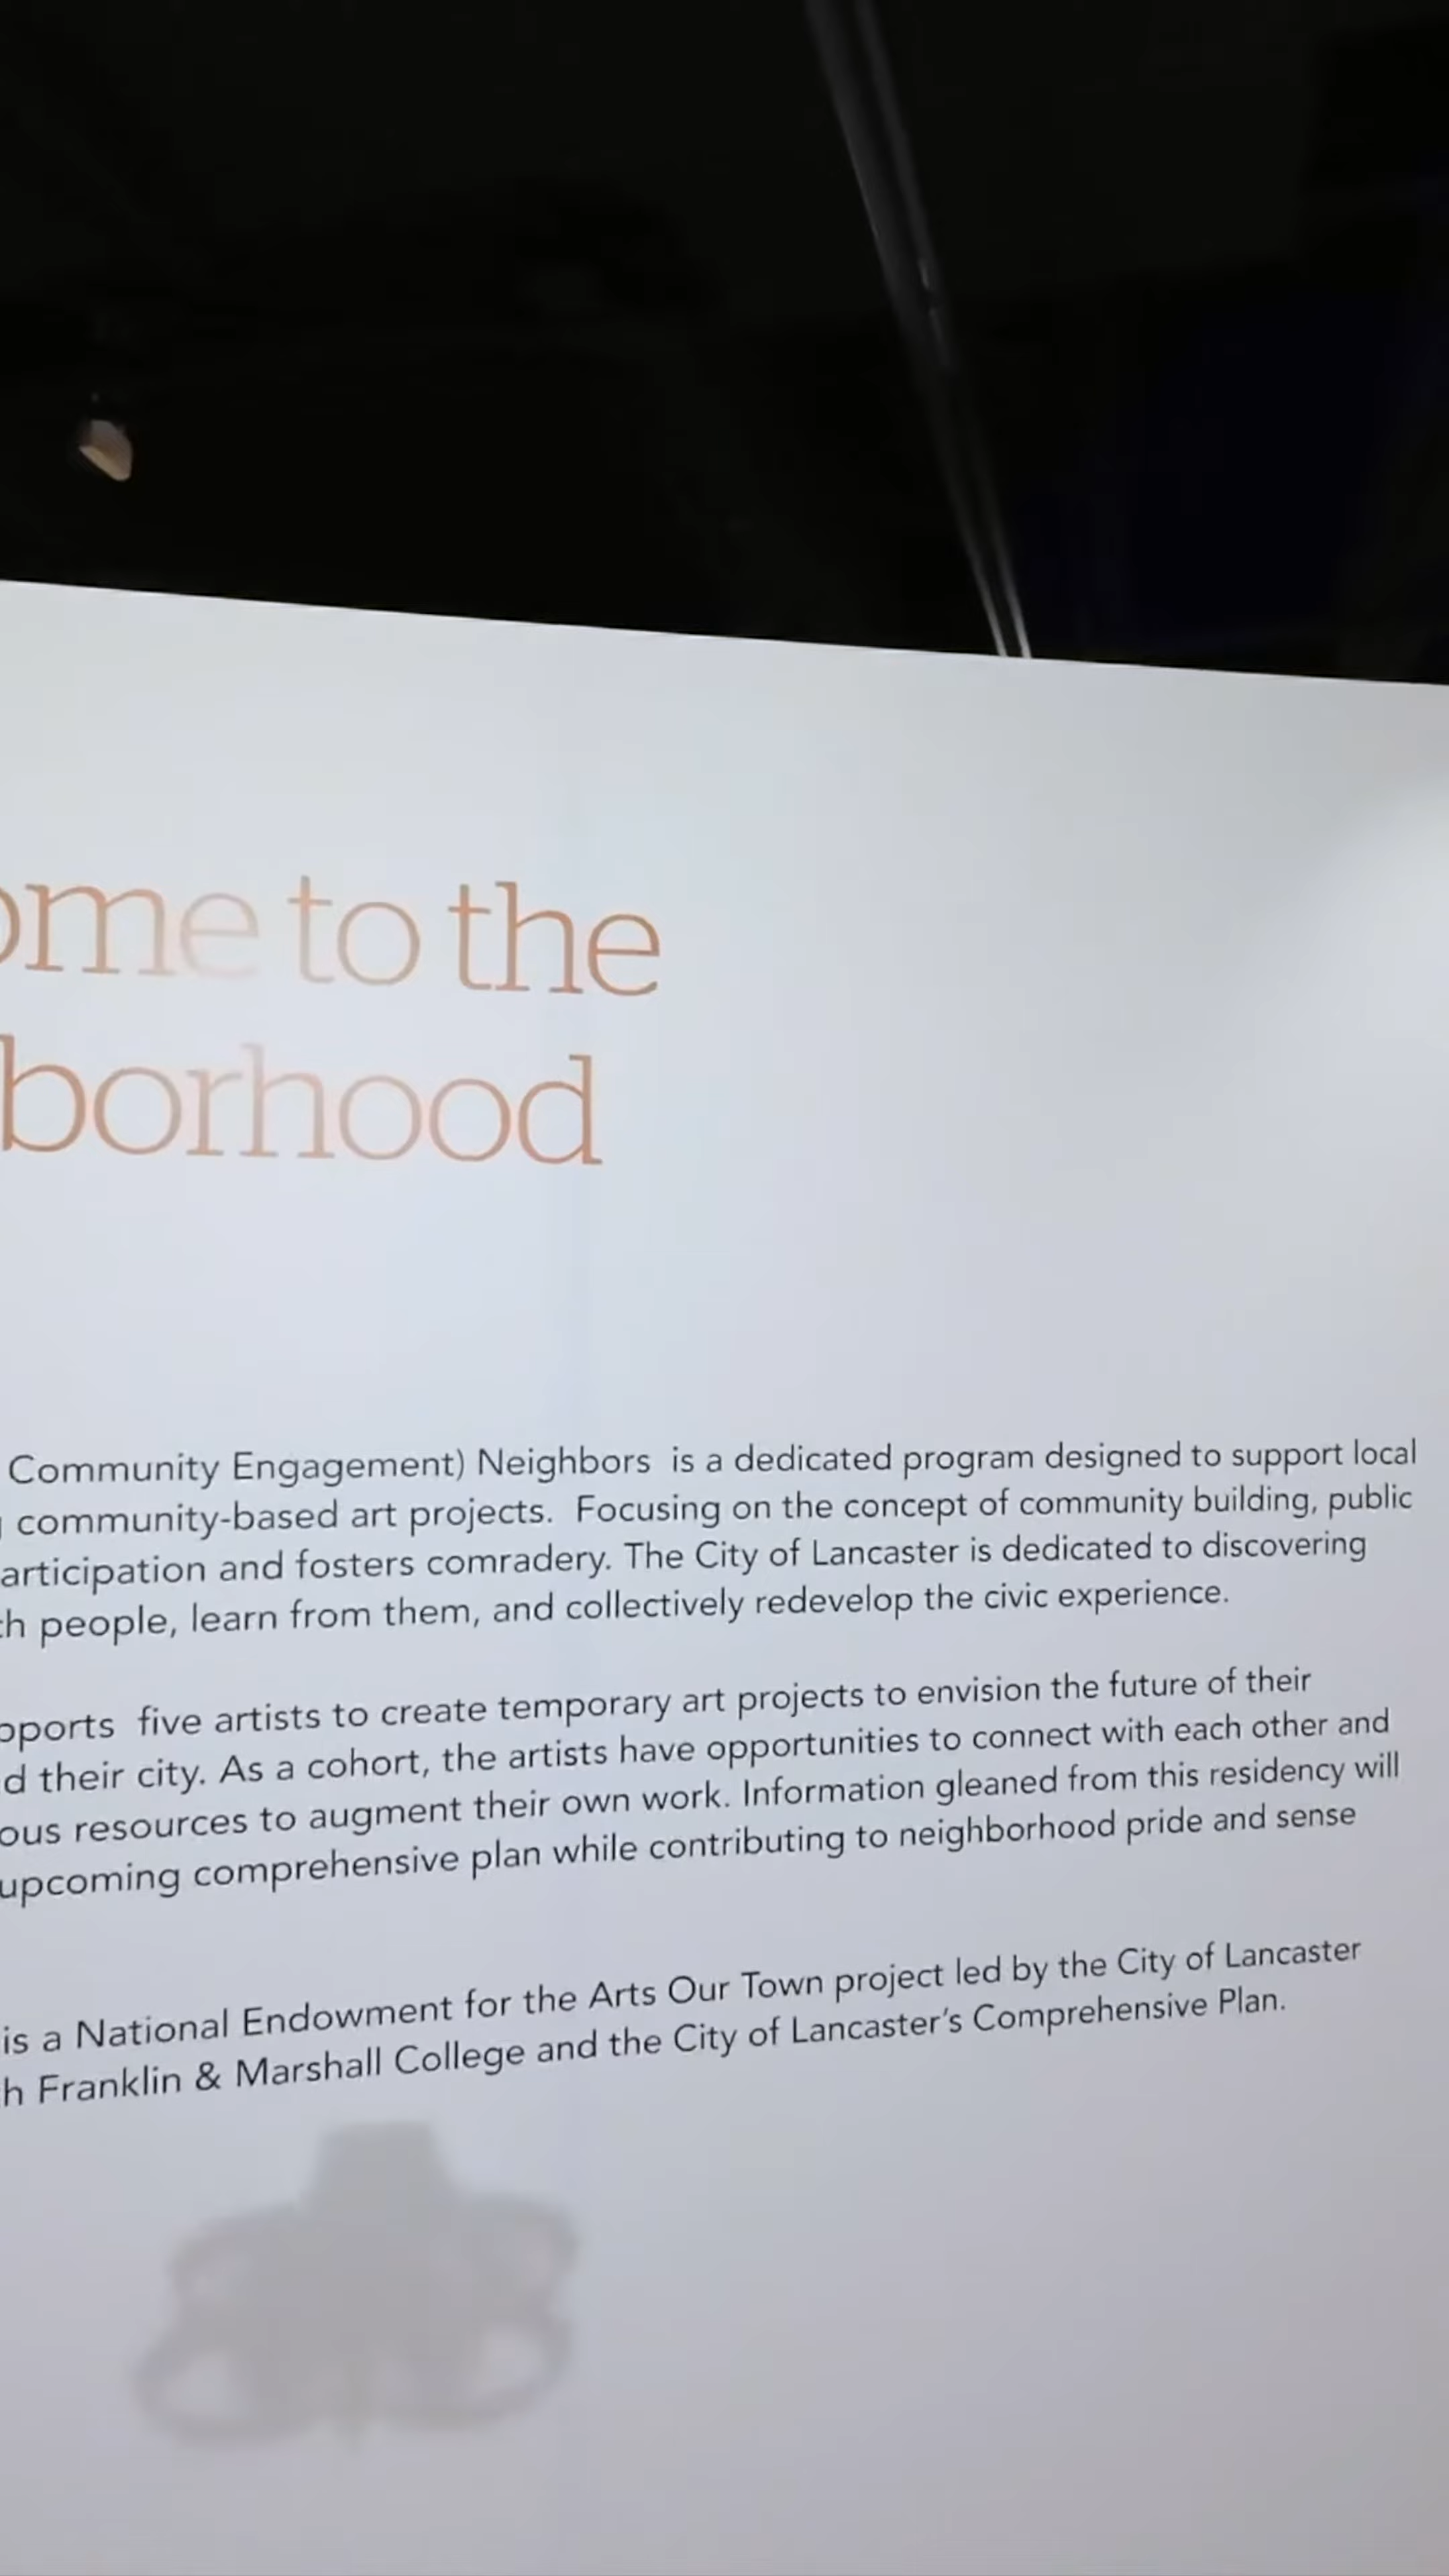 ome to the
borhood
Community Engagement) Neighbors is a dedicated program designed to support local
community-based art projects. Focusing on the concept of community building, public
articipation and fosters comradery. The City of Lancaster is dedicated to discovering
th people, learn from them, and collectively redevelop the civic experience.
pports five artists to create temporary art projects to envision the future of their
d their city. As a cohort, the artists have opportunities to connect with each other and
ous resources to augment their own work. Information gleaned from this residency will
upcoming comprehensive plan while contributing to neighborhood pride and sense
is a National Endowment for the Arts Our Town project led by the City of Lancaster
h Franklin & Marshall College and the City of Lancaster's Comprehensive Plan.